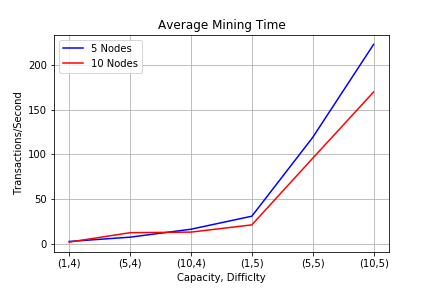 Average Mining Time
5 Nodes
10 Nodes
Transactions/Second
200
150
100
50
0
(1,4) (5,4) (10,4) (1,5) (5,5) (10,5)
Capacity, Difficlty